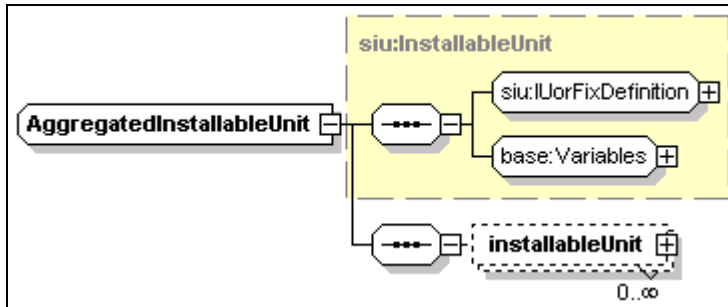 siu:InstallableUnit
siu:IUorFixDefinition
AggregatedInstallableUnit
base:Variables
installableUnit
0..∞